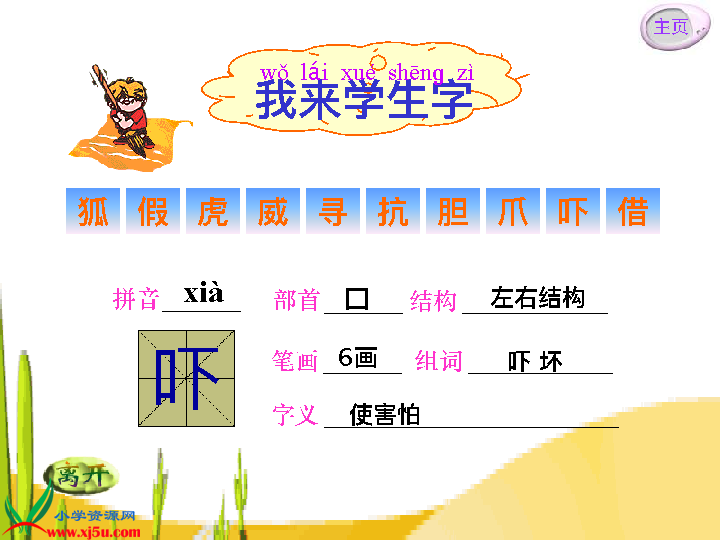 主页
wǒ lái xué shēng zì
我来学生字
狐 假 虎 威 寻 抗 胆 爪 吓 借
拼音 xià 部首 口 结构 左右结构
吓
笔画 6画 组词 吓 坏
字义 使害怕
离开
小学资源网
www.xj5u.com